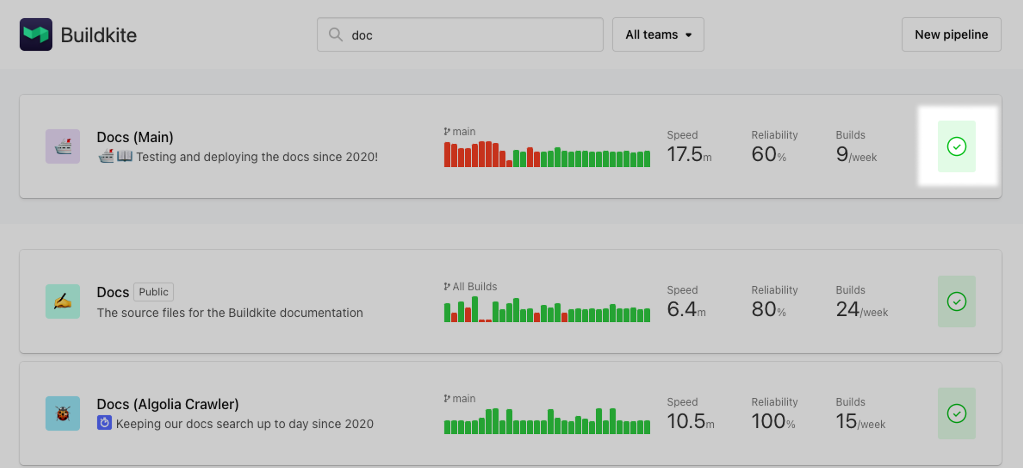 Buildkite
doc
All teams
New pipeline
Docs (Main)
Testing and deploying the docs since 2020!
main
Speed
17.5m
Reliability
60%
Builds
9/week
Docs Public
The source files for the Buildkite documentation
All Builds
Speed
6.4m
Reliability
80%
Builds
24/week
Docs (Algolia Crawler)
Keeping our docs search up to day since 2020
main
Speed
10.5m
Reliability
100%
Builds
15/week